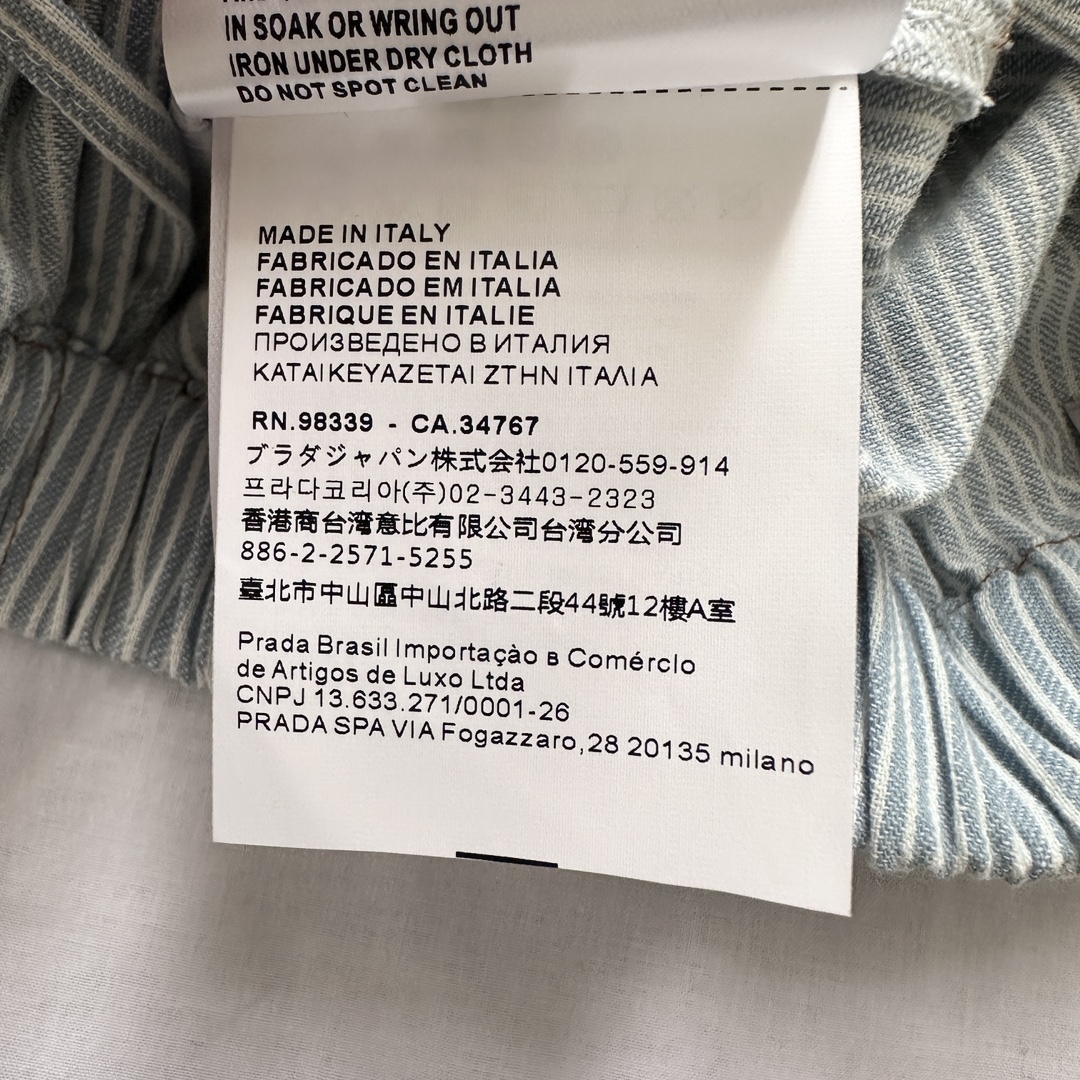 IN SOAK OR WRING OUT
IRON UNDER DRY CLOTH
DO NOT SPOT CLEAN
MADE IN ITALY
FABRICADO EN ITALIA
FABRICADO EM ITALIA
FABRIQUE EN ITALIE
ПРОИЗВЕДЕНО В ИТАЛИЯ
KATAIKEYAZETAI ZTHN ITAΛIA
RN.98339 - CA.34767
プラダジャパン株式会社0120-559-914
프라다코리아(주)02-3443-2323
香港商台湾意比有限公司台湾分公司
886-2-2571-5255
臺北市中山區中山北路二段44號12樓A室
Prada Brasil Importaçào в Comérclo
de Artigos de Luxo Ltda
CNPJ 13.633.271/0001-26
PRADA SPA VIA Fogazzaro,28 20135 milano